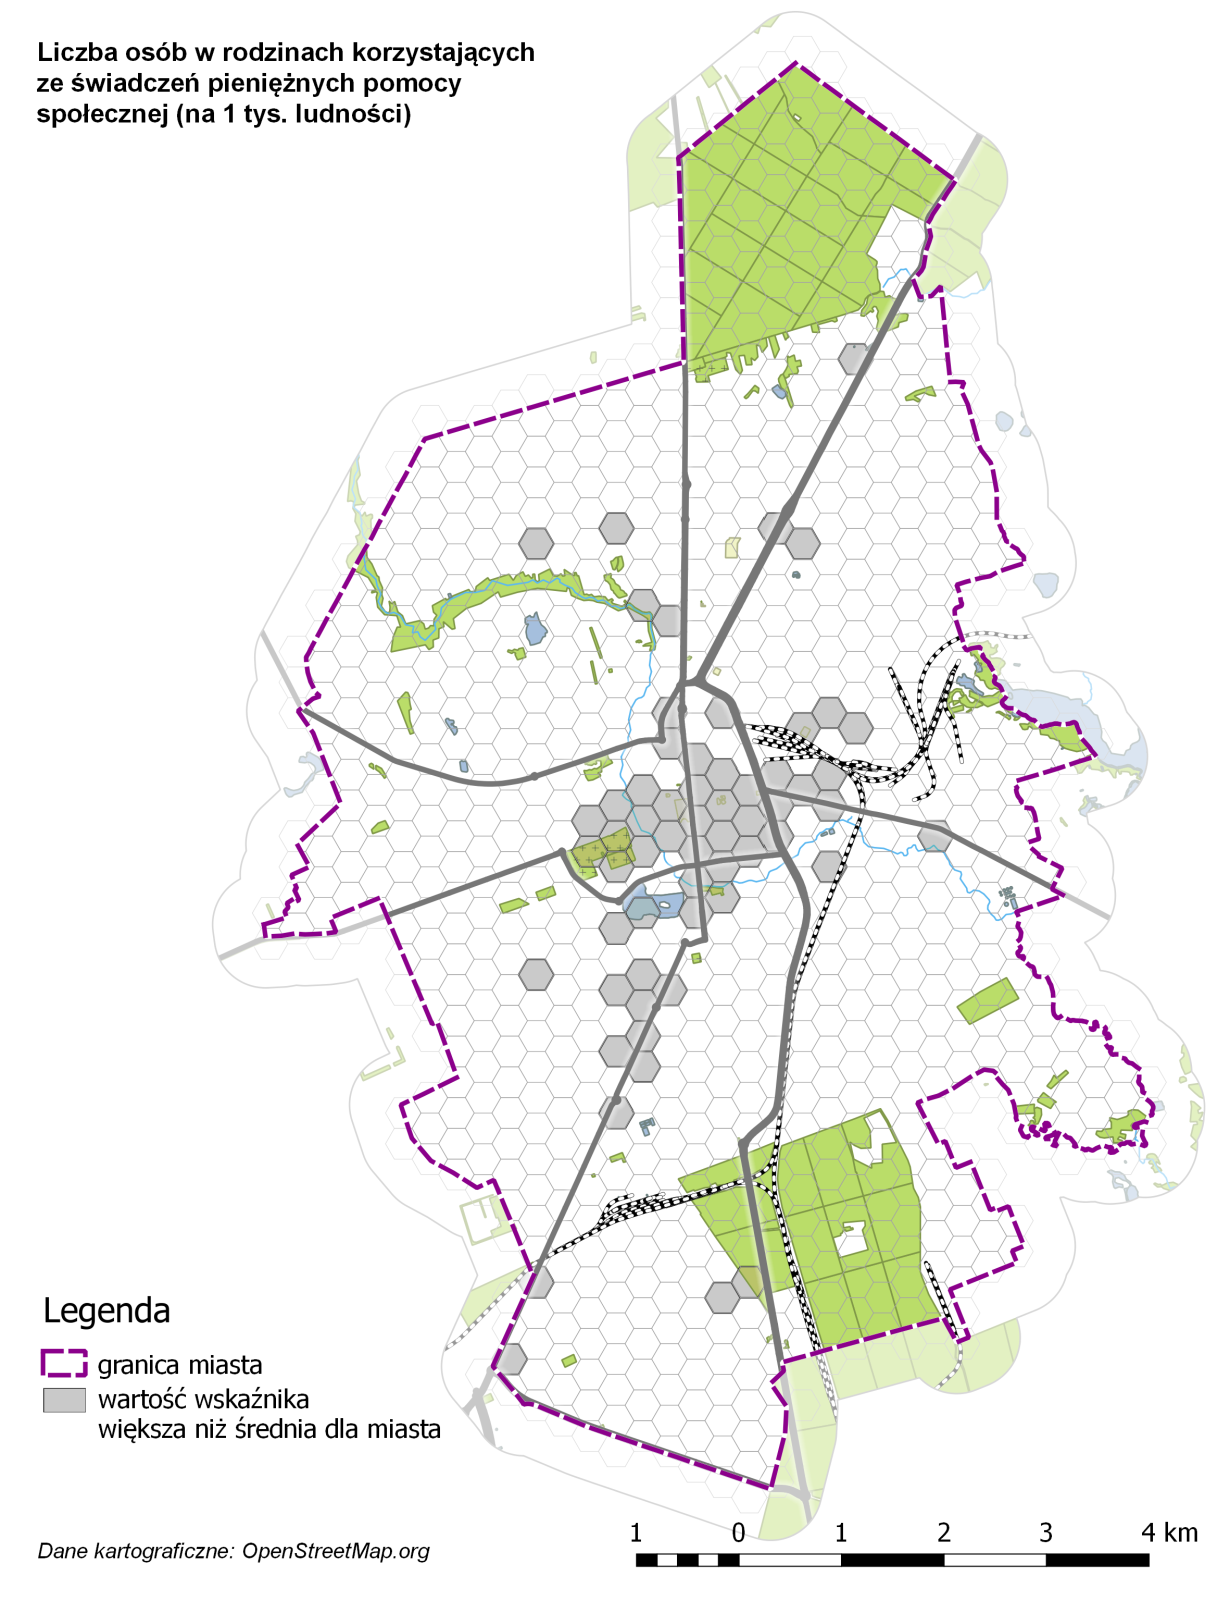 Liczba osób w rodzinach korzystających
ze świadczeń pieniężnych pomocy
społecznej (na 1 tys. ludności)
Legenda
granica miasta
wartość wskaźnika
większa niż średnia dla miasta
Dane kartograficzne: OpenStreetMap.org
1 0 1 2 3 4 km